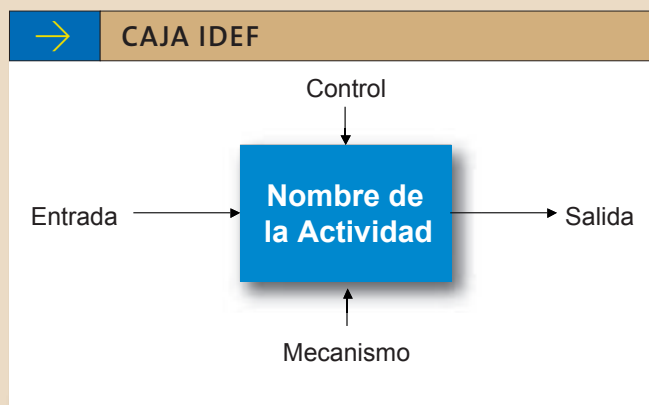 CAJA IDEF
Control
Entrada
Nombre de
la Actividad
Salida
Mecanismo